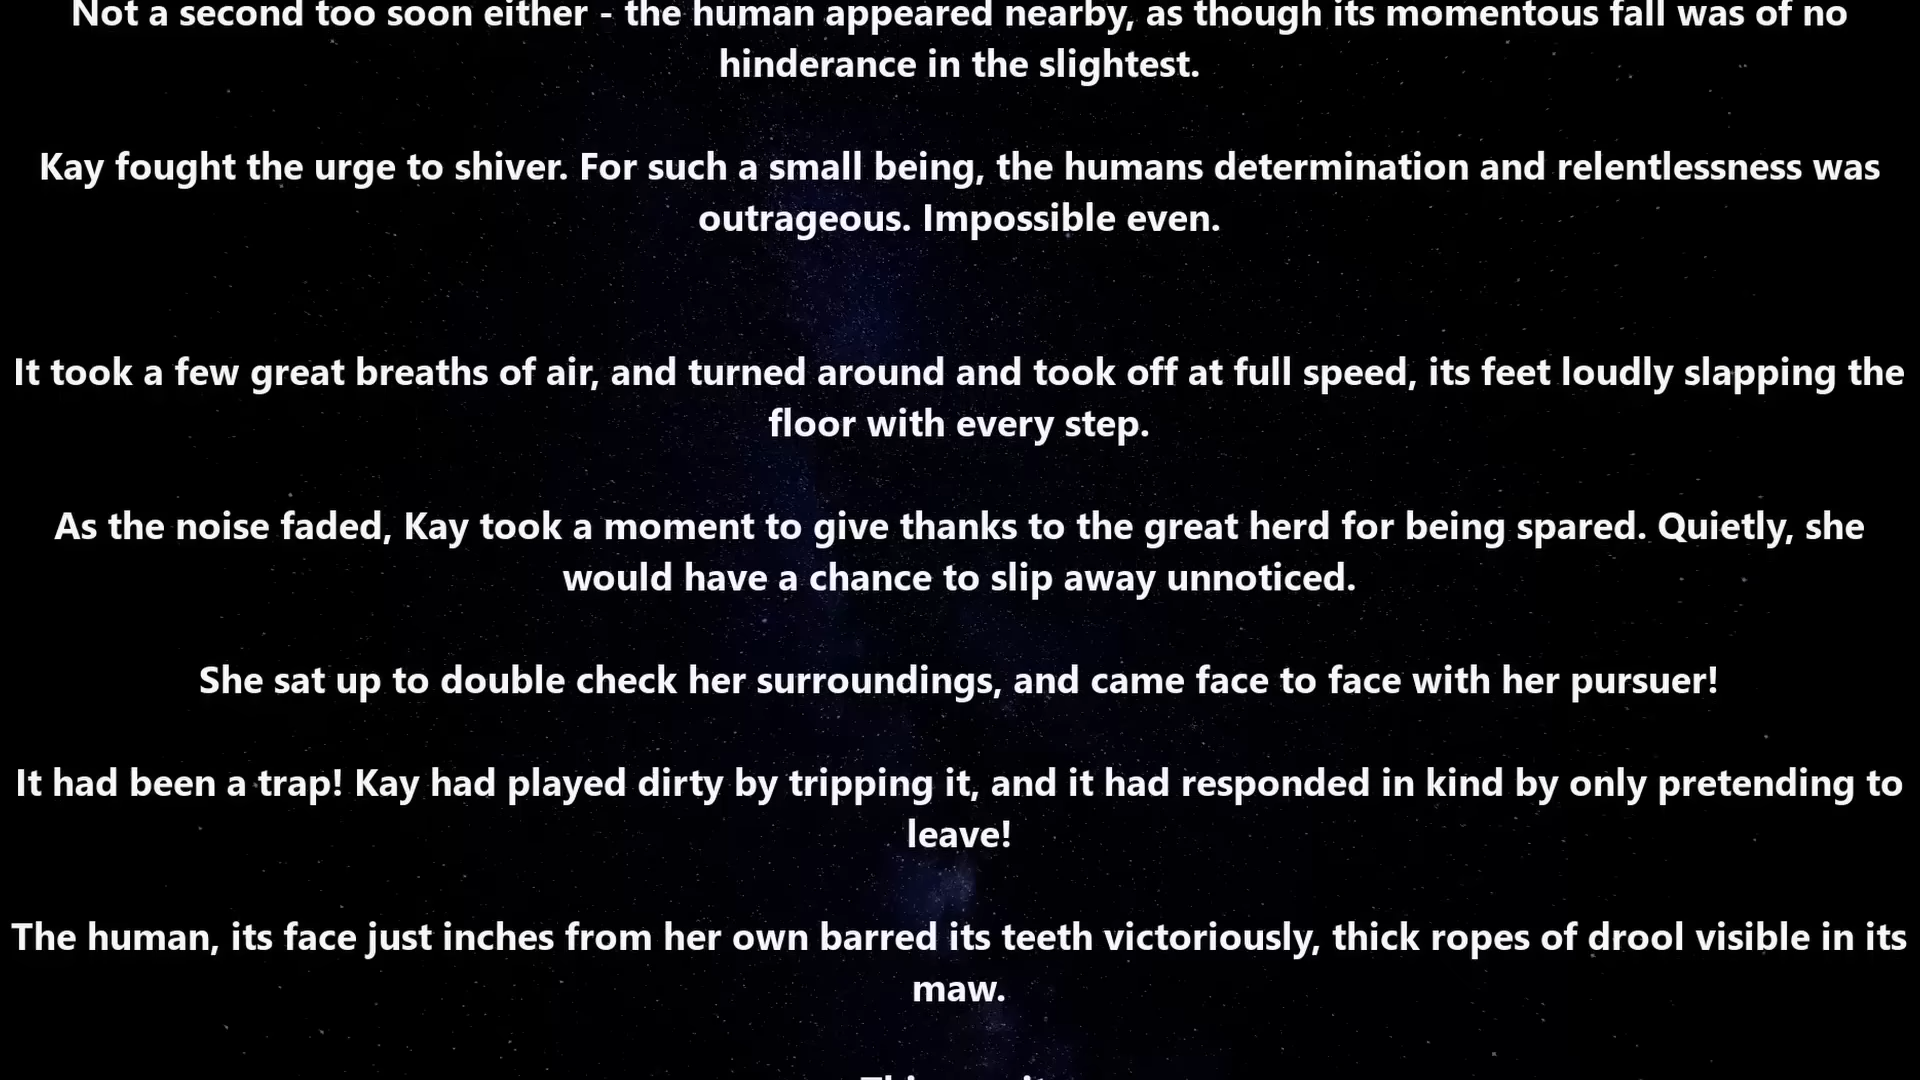 Not a second too soon either - the human appeared nearby, as though its momentous fall was of no
hinderance in the slightest.
Kay fought the urge to shiver. For such a small being, the humans determination and relentlessness was
outrageous. Impossible even.
It took a few great breaths of air, and turned around and took off at full speed, its feet loudly slapping the
floor with every step.
As the noise faded, Kay took a moment to give thanks to the great herd for being spared. Quietly, she
would have a chance to slip away unnoticed.
She sat up to double check her surroundings, and came face to face with her pursuer!
It had been a trap! Kay had played dirty by tripping it, and it had responded in kind by only pretending to
leave!
The human, its face just inches from her own barred its teeth victoriously, thick ropes of drool visible in its
maw.